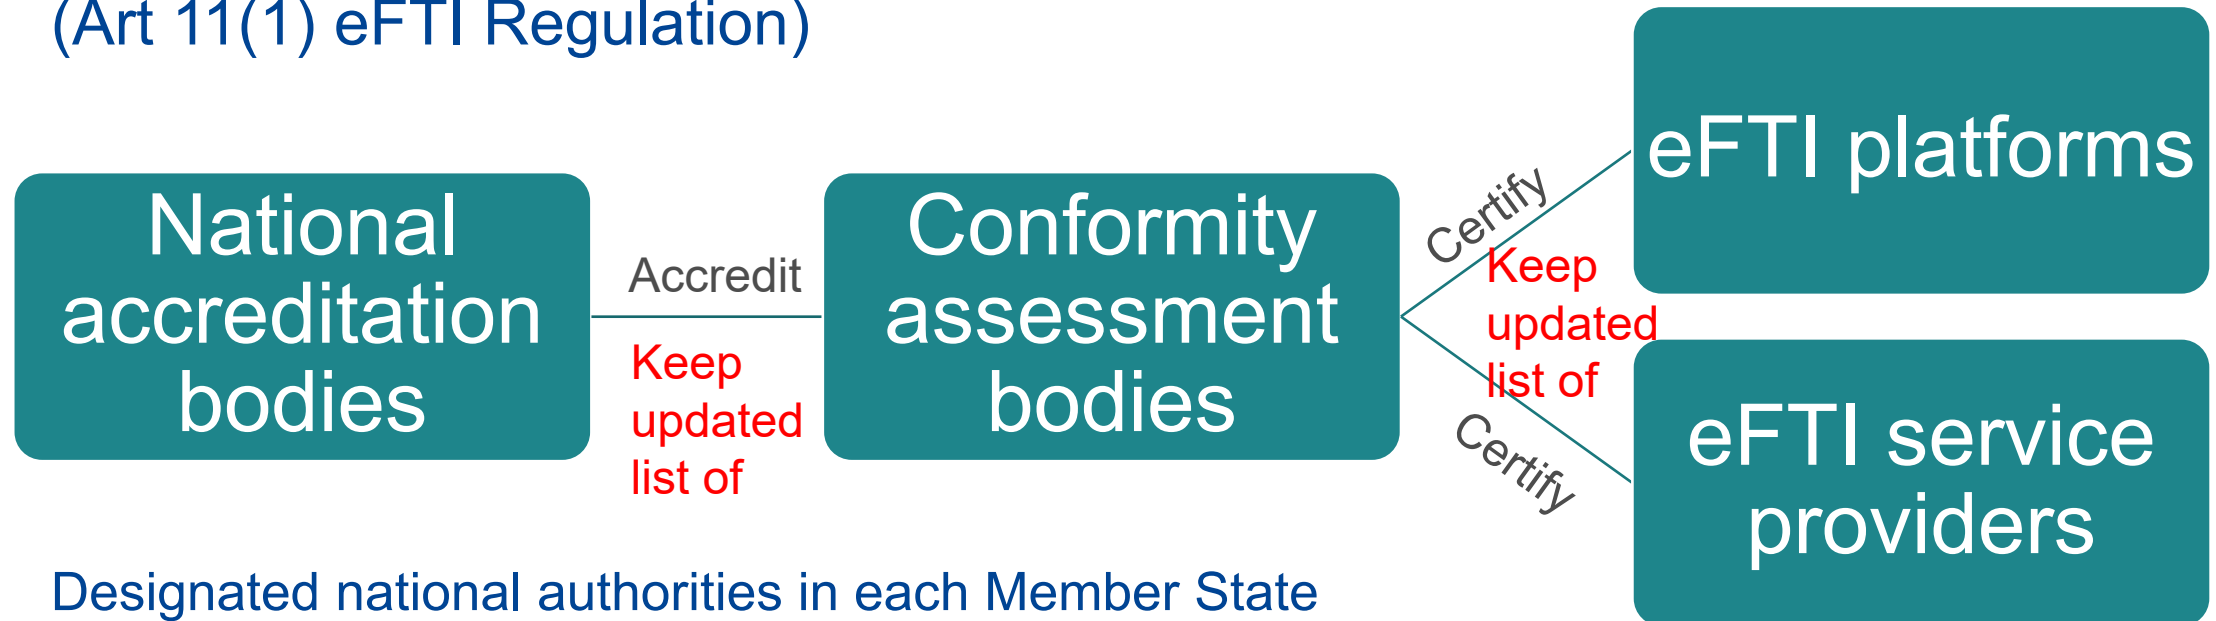 (Art 11(1) eFTI Regulation)
National
accreditation
bodies
Accredit
Keep
updated
list of
Conformity
assessment
bodies
Certify
Keep
updated
list of
Certify
eFTI platforms
eFTI service
providers
Designated national authorities in each Member State